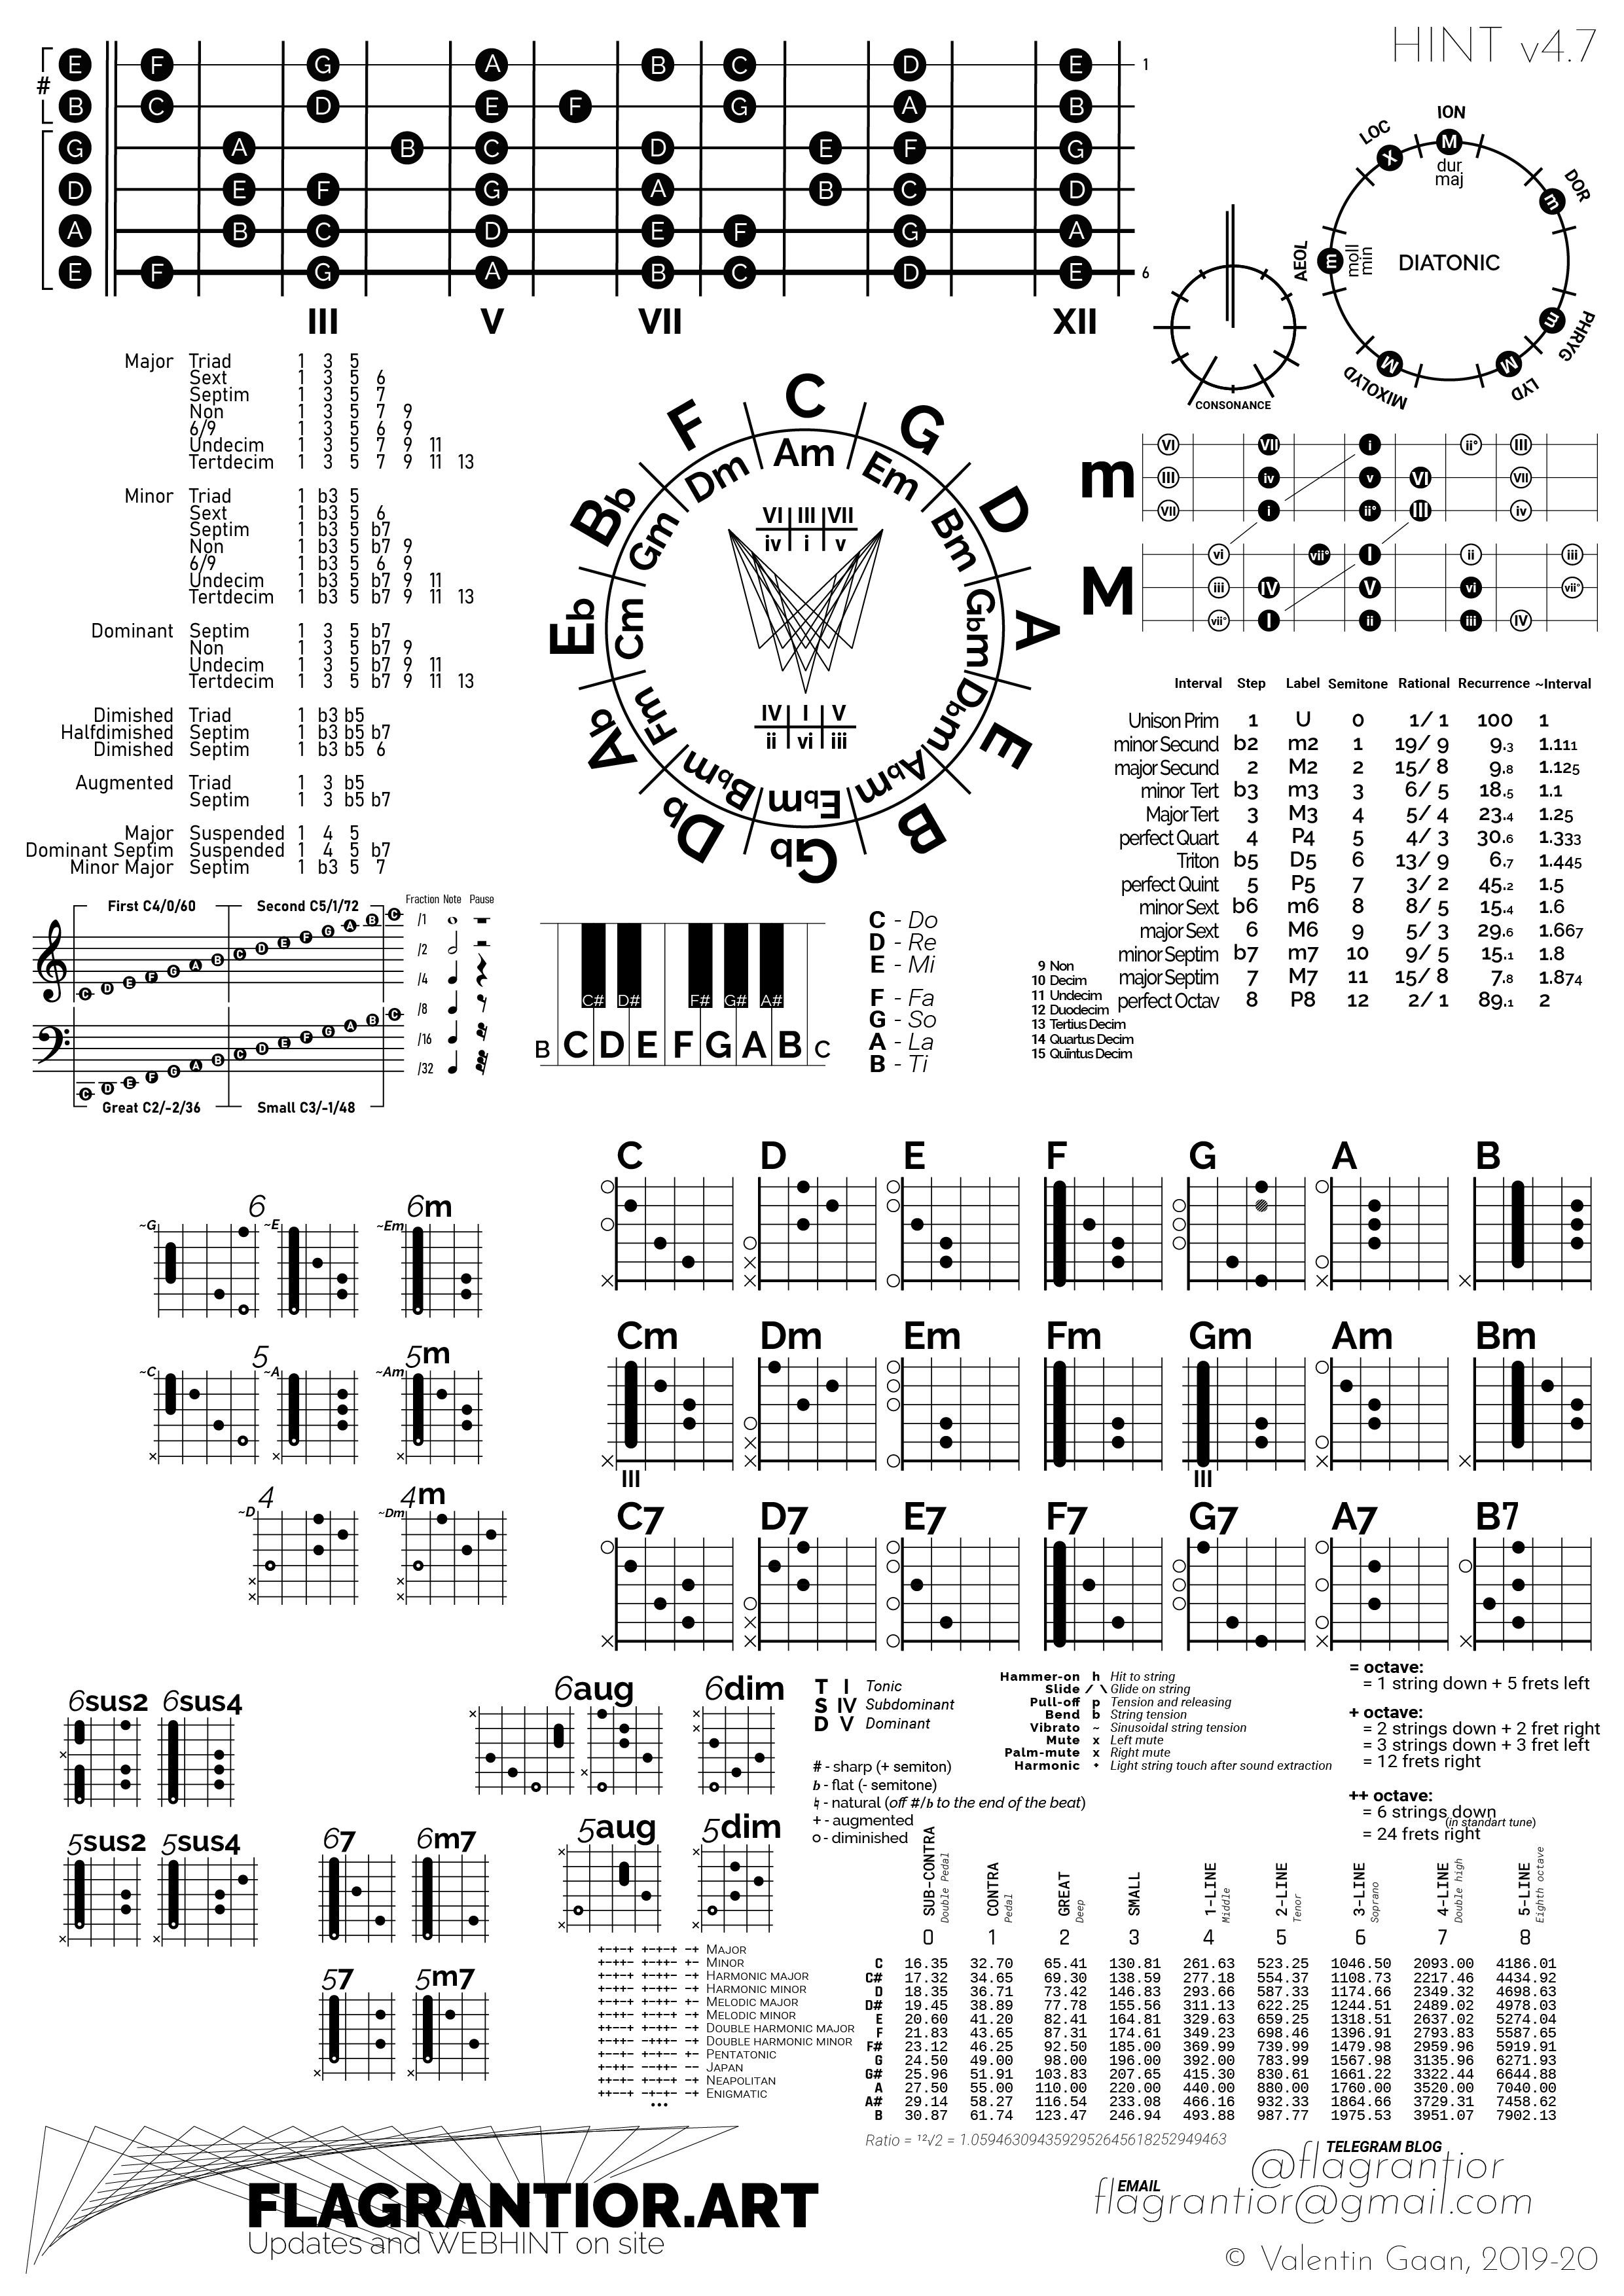 HINT v4.7
E F G A B C D E 1
#
B C D E F G A B
G A B C D E F G
D E F G A B C D
A B C D E F G A
E F G A B C D E 6
III V VII XII
ION
M
dur
maj
DOR
m
PHRYG
m
LYD
M
MIXOLYD
M
AEOL
m
moll
min
LOC
X
DIATONIC
CONSONANCE
Major Triad 1 3 5
Sext 1 3 5 6
Septim 1 3 5 7
Non 1 3 5 7 9
6/9 1 3 5 6 9
Undecim 1 3 5 7 9 11
Tertdecim 1 3 5 7 9 11 13
Minor Triad 1 b3 5
Sext 1 b3 5 6
Septim 1 b3 5 b7
Non 1 b3 5 b7 9
6/9 1 b3 5 6 9
Undecim 1 b3 5 b7 9 11
Tertdecim 1 b3 5 b7 9 11 13
Dominant Septim 1 3 5 b7
Non 1 3 5 b7 9
Undecim 1 3 5 b7 9 11
Tertdecim 1 3 5 b7 9 11 13
Dimished Triad 1 b3 b5
Halfdimished Septim 1 b3 b5 b7
Dimished Septim 1 b3 b5 6
Augmented Triad 1 3 b5
Septim 1 3 b5 b7
Major Suspended 1 4 5
Dominant Septim Suspended 1 4 5 b7
Minor Major Septim 1 b3 5 7
C G D A E B Gb Db Ab Eb Bb F
Am Em Bm Gbm Dbm Abm Ebm Bbm Fm Cm Gm Dm
VI III VII
iv i v
IV I V
ii vi iii
m
VI VII i ii° III
III iv v VI VII
VII i ii° III iv
M
vi vii° I ii iii
iii IV V vi vii°
vii° I ii iii IV
Interval Step Label Semitone Rational Recurrence ~Interval
Unison Prim 1 U 0 1/ 1 100 1
minor Secund b2 m2 1 19/ 9 9.3 1.111
major Secund 2 M2 2 15/ 8 9.8 1.125
minor Tert b3 m3 3 6/ 5 18.5 1.1
Major Tert 3 M3 4 5/ 4 23.4 1.25
perfect Quart 4 P4 5 4/ 3 30.6 1.333
Triton b5 D5 6 13/ 9 6.7 1.445
perfect Quint 5 P5 7 3/ 2 45.2 1.5
minor Sext b6 m6 8 8/ 5 15.4 1.6
major Sext 6 M6 9 5/ 3 29.6 1.667
minor Septim b7 m7 10 9/ 5 15.1 1.8
major Septim 7 M7 11 15/ 8 7.8 1.874
perfect Octav 8 P8 12 2/ 1 89.1 2
9 Non
10 Decim
11 Undecim
12 Duodecim
13 Tertius Decim
14 Quartus Decim
15 Quintus Decim
First C4/0/60 Second C5/1/72
C D E F G A B C D E F G A B C
C D E F G A B C D E F G A B C
Great C2/-2/36 Small C3/-1/48
Fraction Note Pause
/1
/2
/4
/8
/16
/32
C# D# F# G# A#
B C D E F G A B C
C - Do
D - Re
E - Mi
F - Fa
G - So
A - La
B - Ti
C D E F G A B
Cm Dm Em Fm Gm Am Bm
III III
C7 D7 E7 F7 G7 A7 B7
6 6m
~G ~E ~Em
5 5m
~C ~A ~Am
4 4m
~D ~Dm
6sus2 6sus4
5sus2 5sus4
67 6m7
57 5m7
6aug 6dim
5aug 5dim
T I Tonic
S IV Subdominant
D V Dominant
# - sharp (+ semiton)
b - flat (- semitone)
♮ - natural (off #/b to the end of the beat)
+ - augmented
o - diminished
Hammer-on h Hit to string
Slide / \ Glide on string
Pull-off p Tension and releasing
Bend b String tension
Vibrato ~ Sinusoidal string tension
Mute x Left mute
Palm-mute x Right mute
Harmonic • Light string touch after sound extraction
= octave:
= 1 string down + 5 frets left
+ octave:
= 2 strings down + 2 fret right
= 3 strings down + 3 fret left
= 12 frets right
++ octave:
= 6 strings down
(in standart tune)
= 24 frets right
MAJOR
MINOR
HARMONIC MAJOR
HARMONIC MINOR
MELODIC MAJOR
MELODIC MINOR
DOUBLE HARMONIC MAJOR
DOUBLE HARMONIC MINOR
PENTATONIC
JAPAN
NEAPOLITAN
ENIGMATIC
...
SUB-CONTRA CONTRA GREAT SMALL 1-LINE 2-LINE 3-LINE 4-LINE 5-LINE
Double Pedal Pedal Deep Middle Tenor Soprano Double high Eighth octave
0 1 2 3 4 5 6 7 8
C 16.35 32.70 65.41 130.81 261.63 523.25 1046.50 2093.00 4186.01
C# 17.32 34.65 69.30 138.59 277.18 554.37 1108.73 2217.46 4434.92
D 18.35 36.71 73.42 146.83 293.66 587.33 1174.66 2349.32 4698.63
D# 19.45 38.89 77.78 155.56 311.13 622.25 1244.51 2489.02 4978.03
E 20.60 41.20 82.41 164.81 329.63 659.25 1318.51 2637.02 5274.04
F 21.83 43.65 87.31 174.61 349.23 698.46 1396.91 2793.83 5587.65
F# 23.12 46.25 92.50 185.00 369.99 739.99 1479.98 2959.96 5919.91
G 24.50 49.00 98.00 196.00 392.00 783.99 1567.98 3135.96 6271.93
G# 25.96 51.91 103.83 207.65 415.30 830.61 1661.22 3322.44 6644.88
A 27.50 55.00 110.00 220.00 440.00 880.00 1760.00 3520.00 7040.00
A# 29.14 58.27 116.54 233.08 466.16 932.33 1864.66 3729.31 7458.62
B 30.87 61.74 123.47 246.94 493.88 987.77 1975.53 3951.07 7902.13
Ratio = ¹²√2 = 1.0594630943592952645618252949463
FLAGRANTIOR.ART
Updates and WEBHINT on site
TELEGRAM BLOG
@flagrantior
EMAIL
flagrantior@gmail.com
© Valentin Gaan, 2019-20